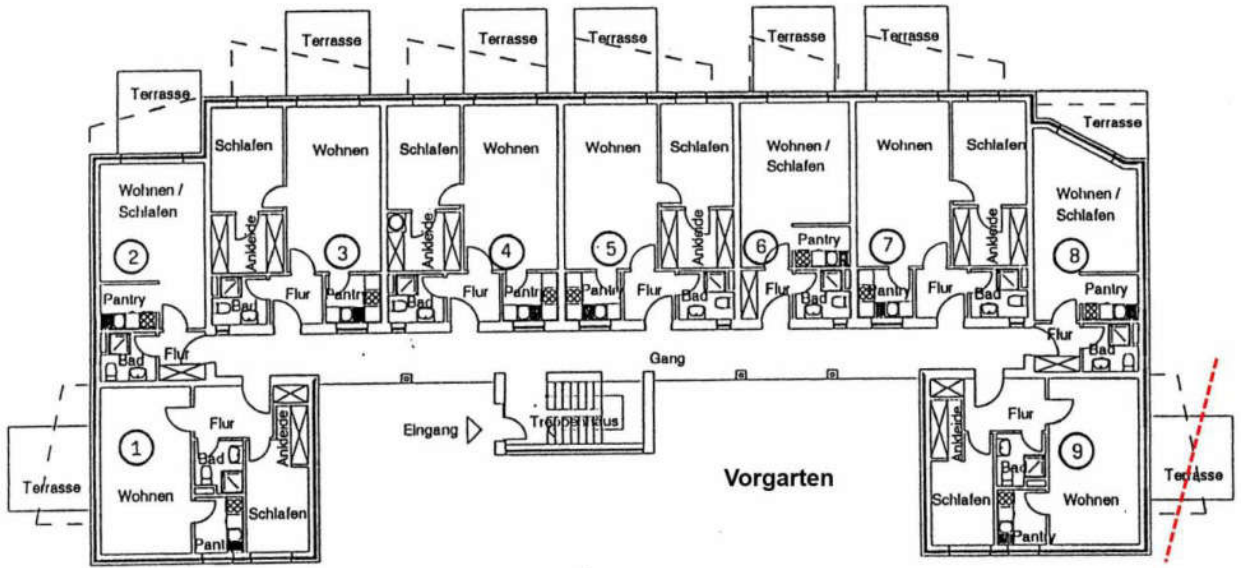 Terrasse
Terrasse
Terrasse
Terrasse
Terrasse
Terrasse
Terrasse
Schlafen
Wohnen
Schlafen
Wohnen
Wohnen
Schlafen
Wohnen /
Schlafen
Wohnen
Schlafen
Wohnen /
Schlafen
Wohnen /
Schlafen
2
Ankleide
3
Ankleide
4
5
Ankleide
6
Pantry
7
Ankleide
8
Pantry
Bad
Flur
Pantry
Bad
Flur
Pantry
Pantry
Flur
Bad
Flur
Bad
Pantry
Flur
Bad
Pantry
Bad
Flur
Gang
Flur
Bad
1
Flur
Ankleide
Eingang
Treppenhaus
Ankleide
Flur
9
Bad
Vorgarten
Bad
Terrasse
Wohnen
Schlafen
Pantry
Schlafen
Pantry
Wohnen
Terrasse